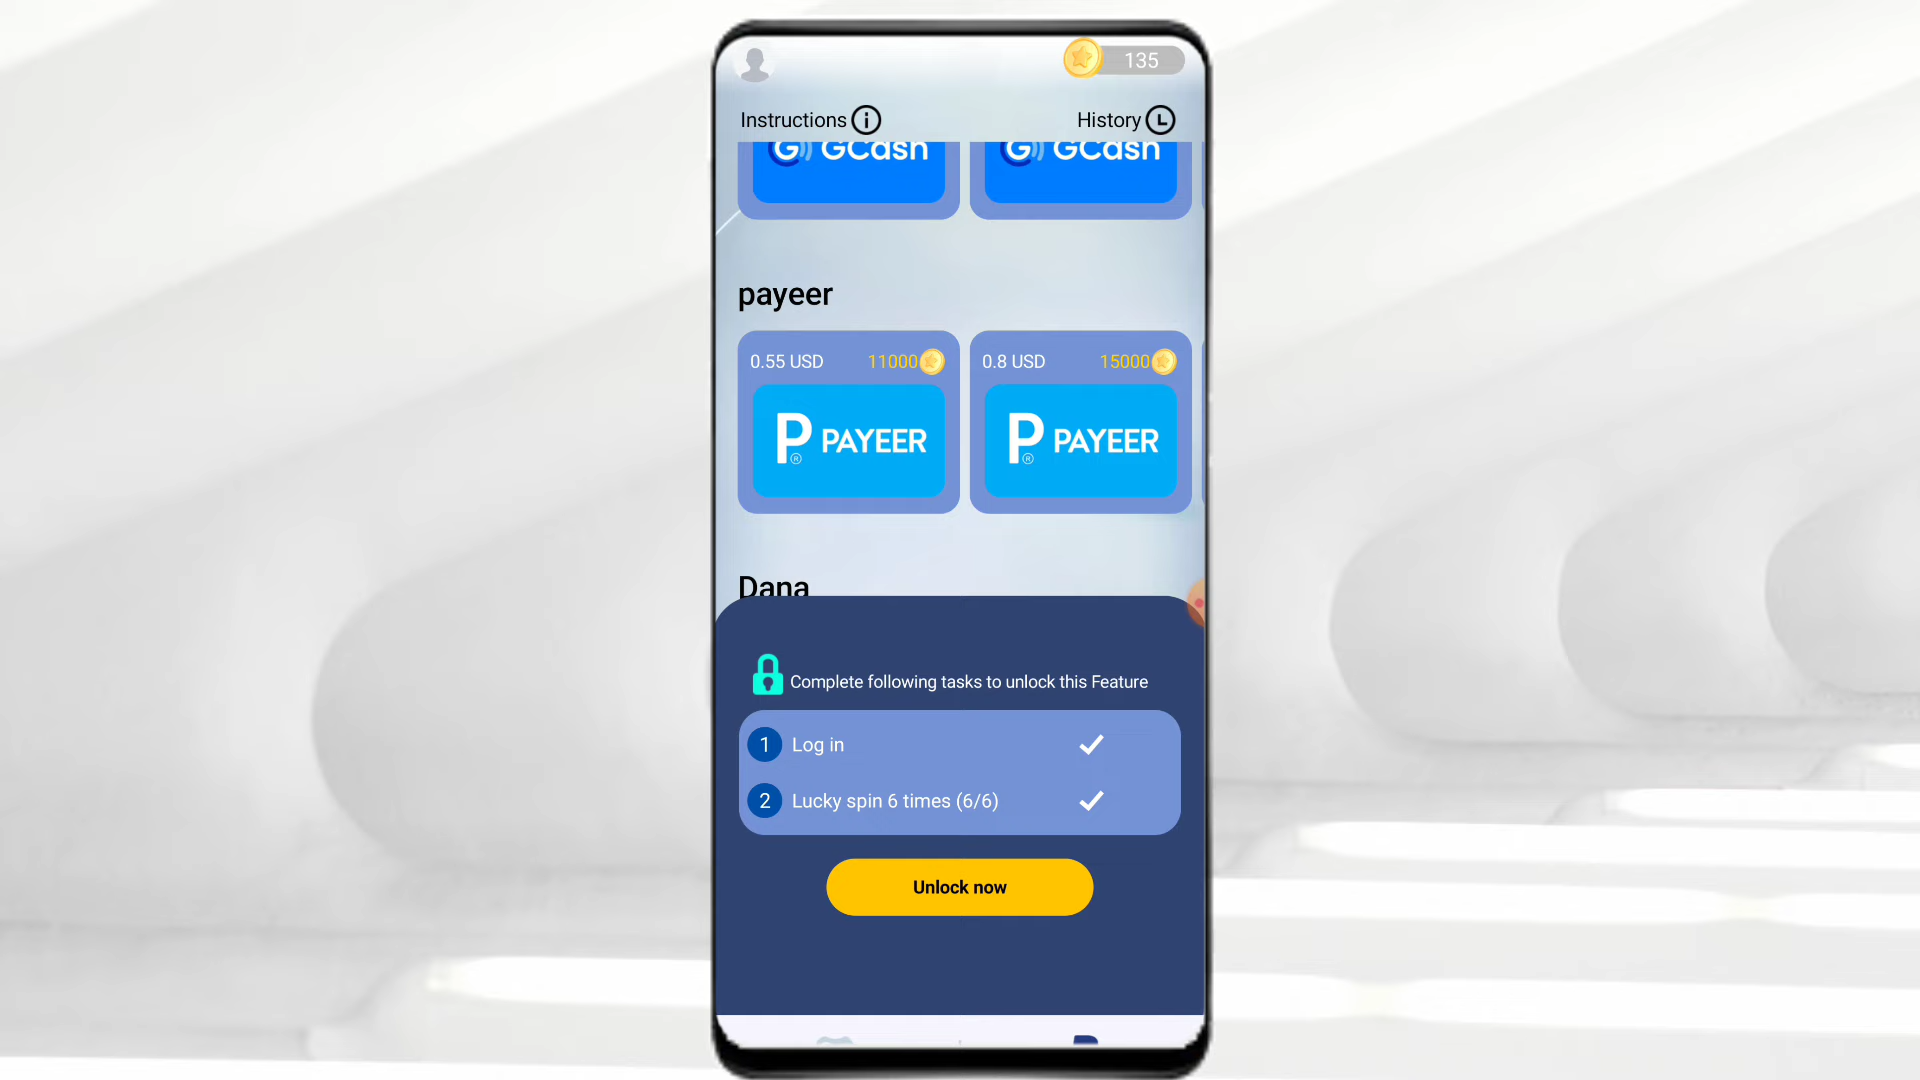 135
Instructions History
GCash GCash
payeer
0.55 USD 11000 0.8 USD 15000
P® PAYEER P® PAYEER
Dana
Complete following tasks to unlock this Feature
1 Log in
2 Lucky spin 6 times (6/6)
Unlock now